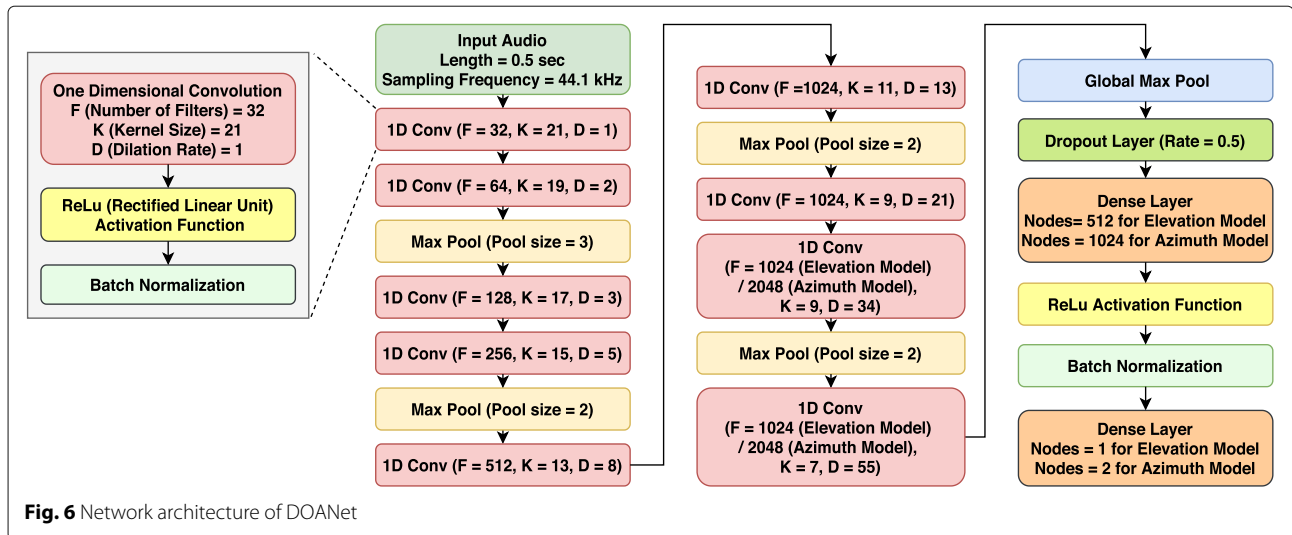 One Dimensional Convolution
F (Number of Filters) = 32
K (Kernel Size) = 21
D (Dilation Rate) = 1
ReLu (Rectified Linear Unit)
Activation Function
Batch Normalization
Input Audio
Length = 0.5 sec
Sampling Frequency = 44.1 kHz
1D Conv (F = 32, K = 21, D = 1)
1D Conv (F = 64, K = 19, D = 2)
Max Pool (Pool size = 3)
1D Conv (F = 128, K = 17, D = 3)
1D Conv (F = 256, K = 15, D = 5)
Max Pool (Pool size = 2)
1D Conv (F = 512, K = 13, D = 8)
1D Conv (F =1024, K = 11, D = 13)
Max Pool (Pool size = 2)
1D Conv (F = 1024, K = 9, D = 21)
1D Conv
(F = 1024 (Elevation Model)
/ 2048 (Azimuth Model),
K = 9, D = 34)
Max Pool (Pool size = 2)
1D Conv
(F = 1024 (Elevation Model)
/ 2048 (Azimuth Model),
K = 7, D = 55)
Global Max Pool
Dropout Layer (Rate = 0.5)
Dense Layer
Nodes= 512 for Elevation Model
Nodes = 1024 for Azimuth Model
ReLu Activation Function
Batch Normalization
Dense Layer
Nodes = 1 for Elevation Model
Nodes = 2 for Azimuth Model
Fig. 6 Network architecture of DOANet